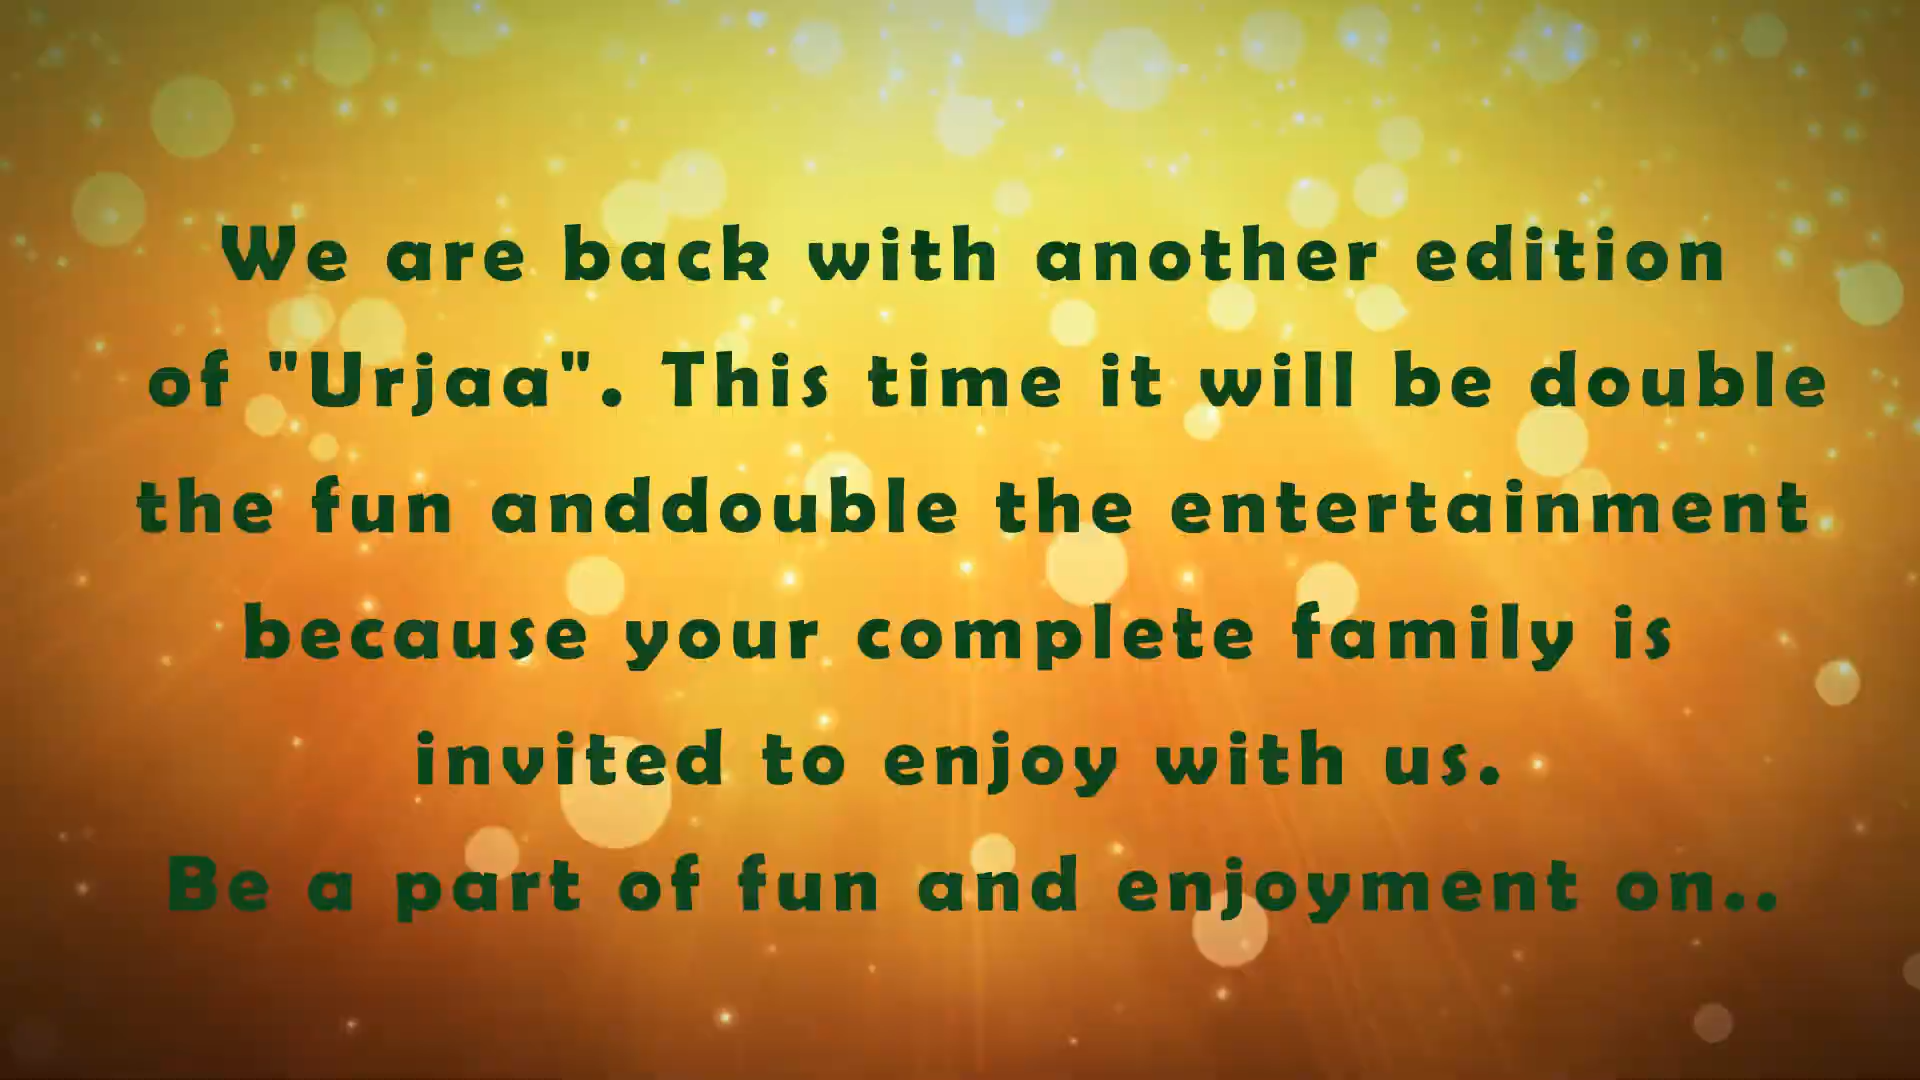 We are back with another edition
of "Urjaa". This time it will be double
the fun anddouble the entertainment
because your complete family is
invited to enjoy with us.
Be a part of fun and enjoyment on..